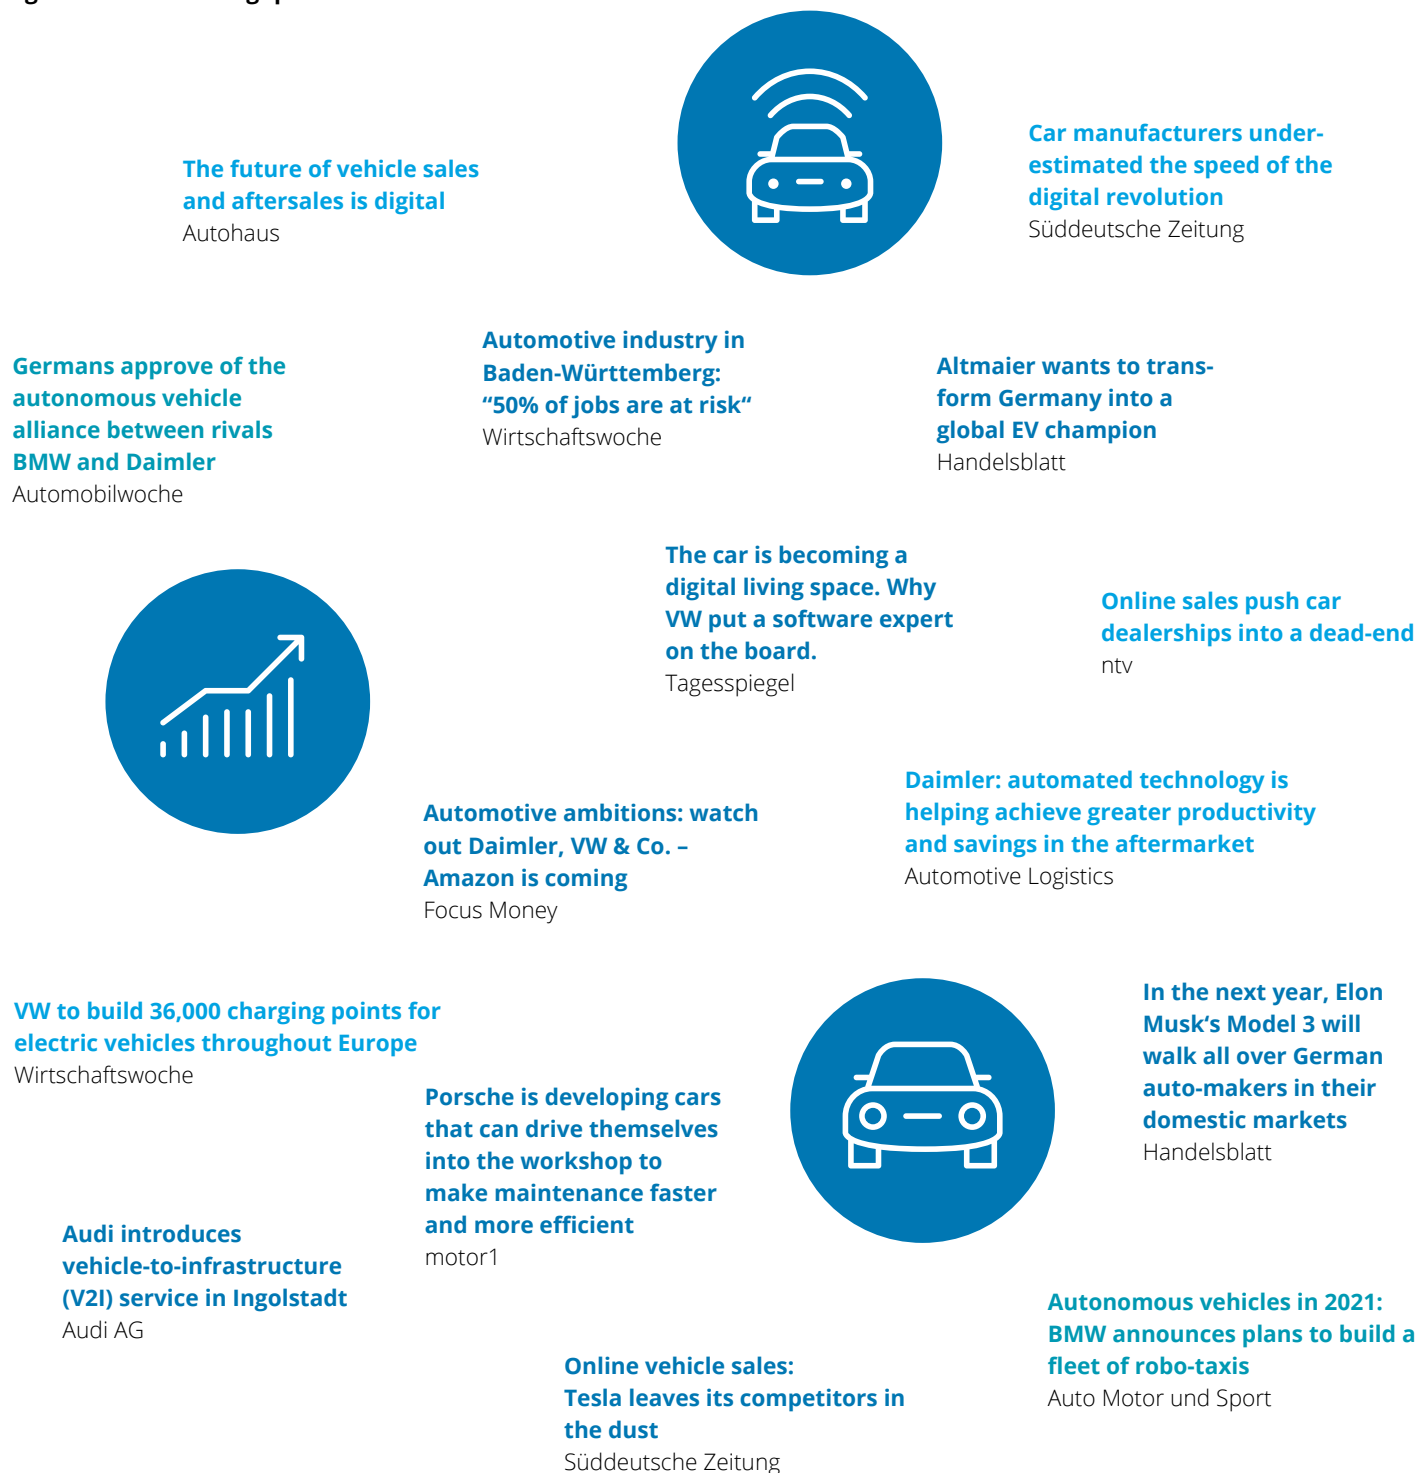 The future of vehicle sales
and aftersales is digital
Autohaus
Car manufacturers under-
estimated the speed of the
digital revolution
Süddeutsche Zeitung
Germans approve of the
autonomous vehicle
alliance between rivals
BMW and Daimler
Automobilwoche
Automotive industry in
Baden-Württemberg:
“50% of jobs are at risk“
Wirtschaftswoche
Altmaier wants to trans-
form Germany into a
global EV champion
Handelsblatt
The car is becoming a
digital living space. Why
VW put a software expert
on the board.
Tagesspiegel
Online sales push car
dealerships into a dead-end
ntv
Automotive ambitions: watch
out Daimler, VW & Co. –
Amazon is coming
Focus Money
Daimler: automated technology is
helping achieve greater productivity
and savings in the aftermarket
Automotive Logistics
VW to build 36,000 charging points for
electric vehicles throughout Europe
Wirtschaftswoche
Porsche is developing cars
that can drive themselves
into the workshop to
make maintenance faster
and more efficient
motor1
In the next year, Elon
Musk‘s Model 3 will
walk all over German
auto-makers in their
domestic markets
Handelsblatt
Audi introduces
vehicle-to-infrastructure
(V2I) service in Ingolstadt
Audi AG
Online vehicle sales:
Tesla leaves its competitors in
the dust
Süddeutsche Zeitung
Autonomous vehicles in 2021:
BMW announces plans to build a
fleet of robo-taxis
Auto Motor und Sport